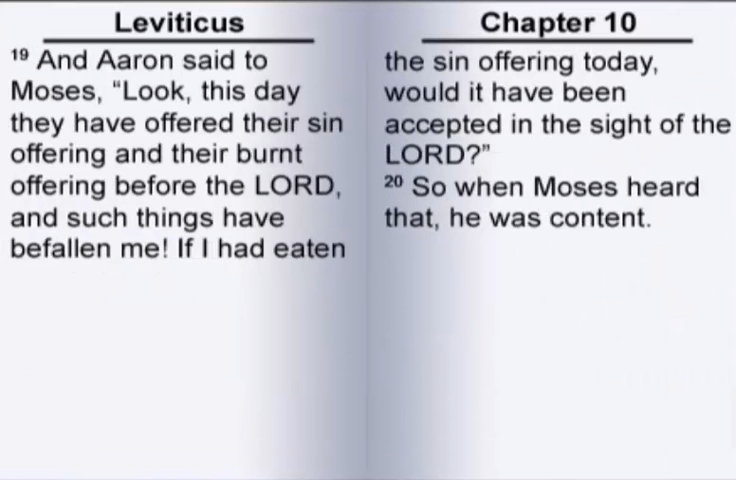 Leviticus
¹⁹ And Aaron said to
Moses, “Look, this day
they have offered their sin
offering and their burnt
offering before the LORD,
and such things have
befallen me! If I had eaten
Chapter 10
the sin offering today,
would it have been
accepted in the sight of the
LORD?”
²⁰ So when Moses heard
that, he was content.